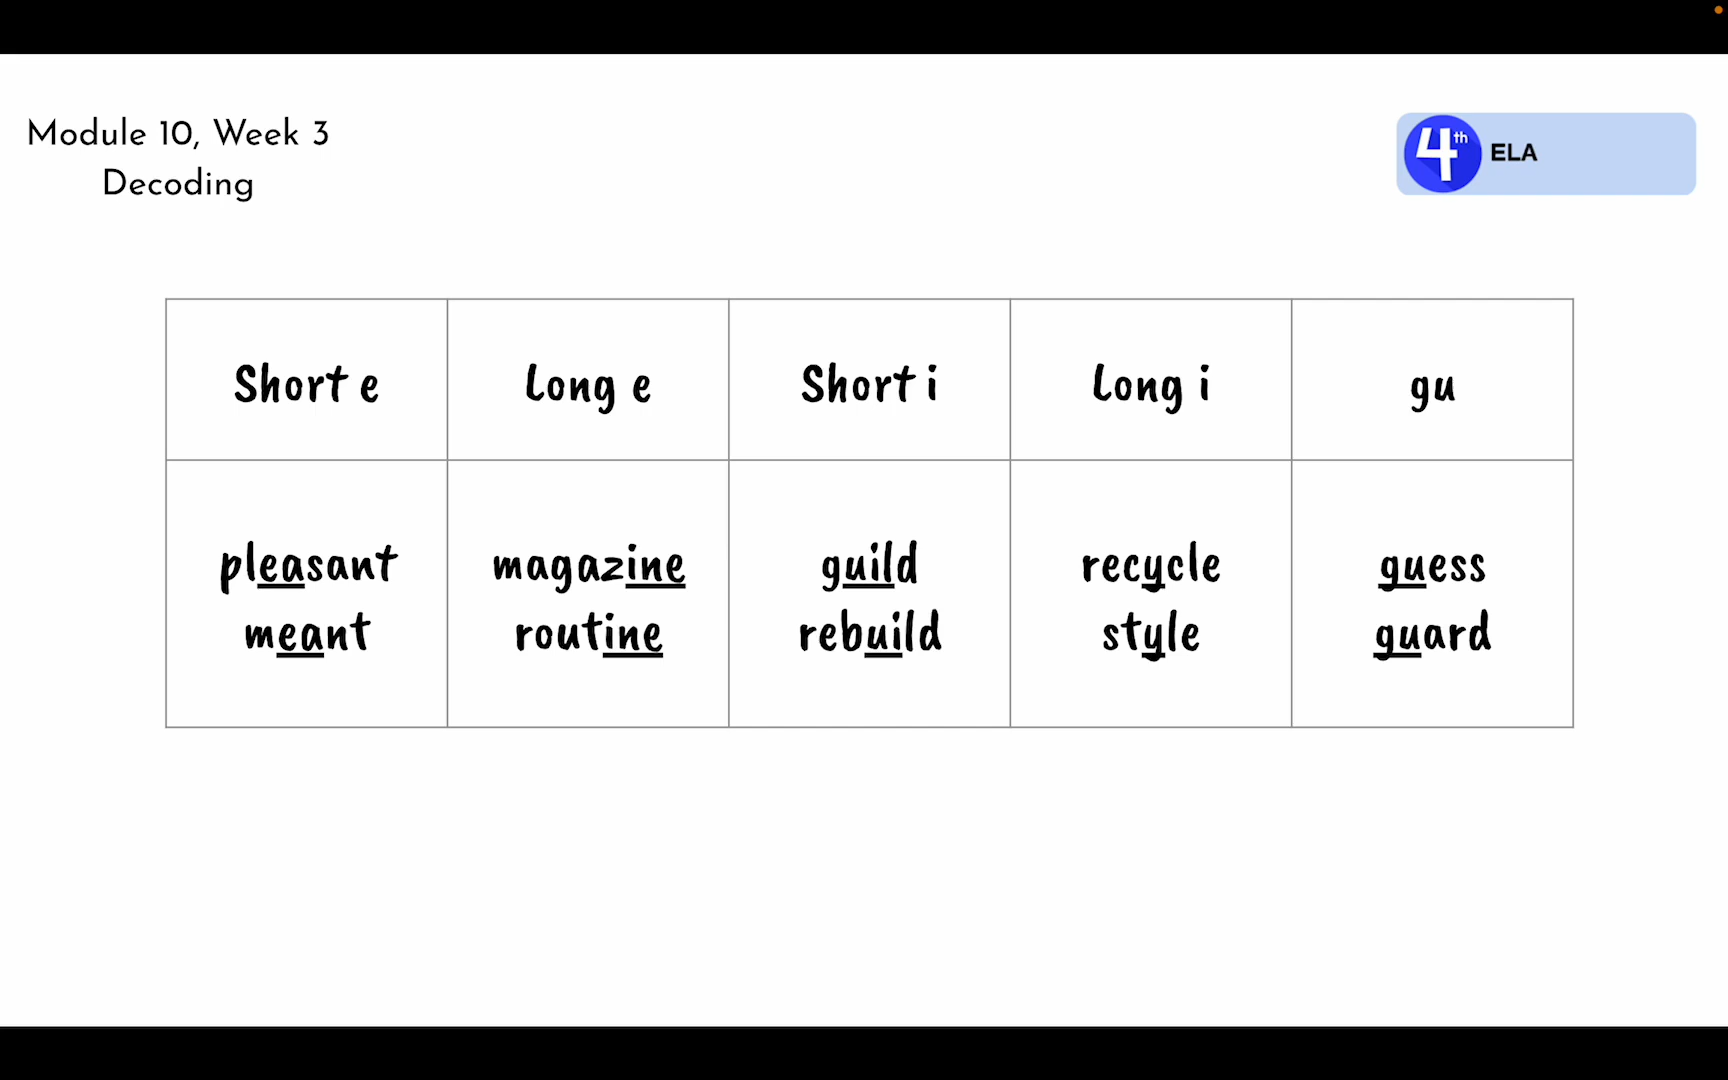 Module 10, Week 3
Decoding
4th ELA
Short e
Long e
Short i
Long i
gu
pleasant
meant
magazine
routine
guild
rebuild
recycle
style
guess
guard